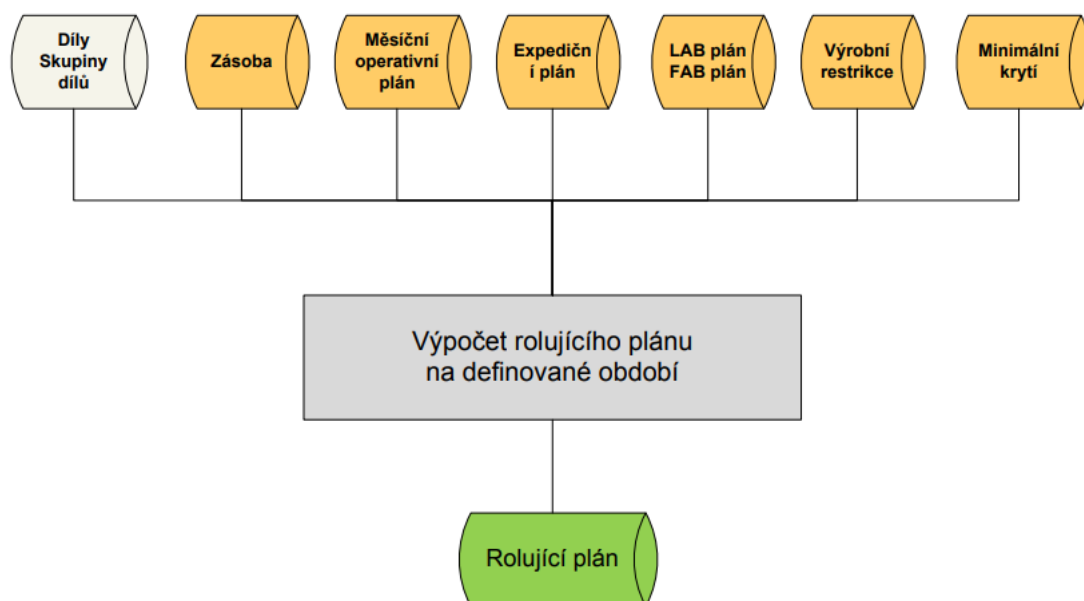 Díly
Skupiny
dílů
Zásoba
Měsíční
operativní
plán
Expedičn
í plán
LAB plán
FAB plán
Výrobní
restrikce
Minimální
krytí
Výpočet rolujícího plánu
na definované období
Rolující plán